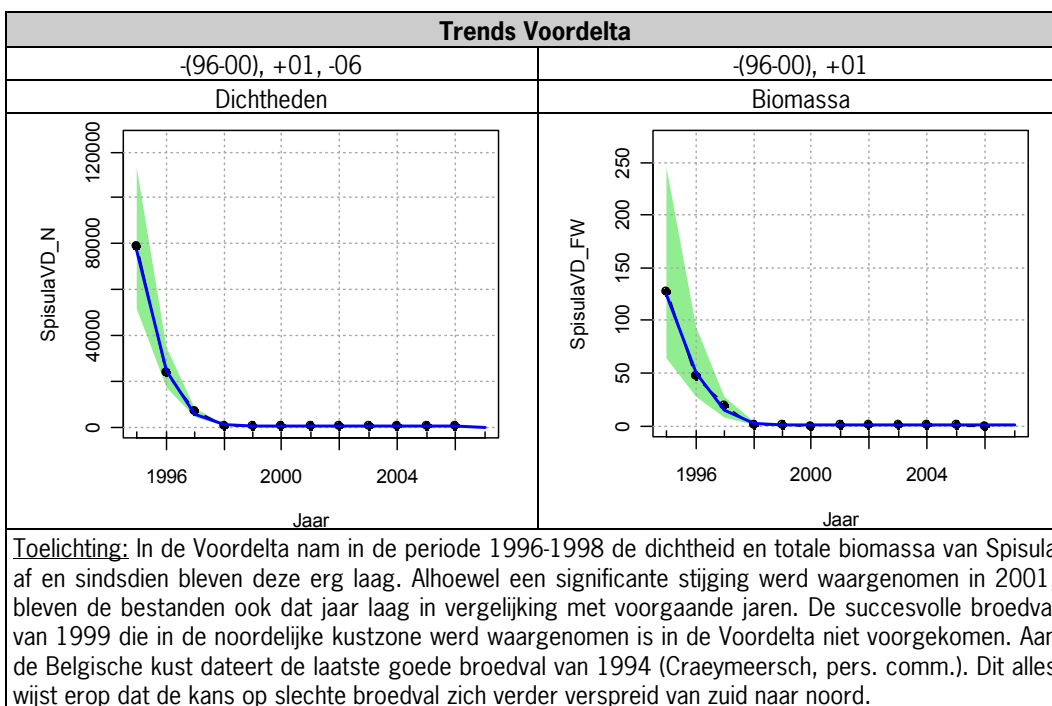 Trends Voordelta
-(96-00), +01, -06
-(96-00), +01
Dichtheden
Biomassa
SpisulaVD_N
0
40000
80000
120000
1996
2000
2004
Jaar
SpisulaVD_FW
0
50
100
150
200
250
1996
2000
2004
Jaar
Toelichting: In de Voordelta nam in de periode 1996-1998 de dichtheid en totale biomassa van Spisula
af en sindsdien bleven deze erg laag. Alhoewel een significante stijging werd waargenomen in 2001,
bleven de bestanden ook dat jaar laag in vergelijking met voorgaande jaren. De succesvolle broedval
van 1999 die in de noordelijke kustzone werd waargenomen is in de Voordelta niet voorgekomen. Aan
de Belgische kust dateert de laatste goede broedval van 1994 (Craeymeersch, pers. comm.). Dit alles
wijst erop dat de kans op slechte broedval zich verder verspreid van zuid naar noord.